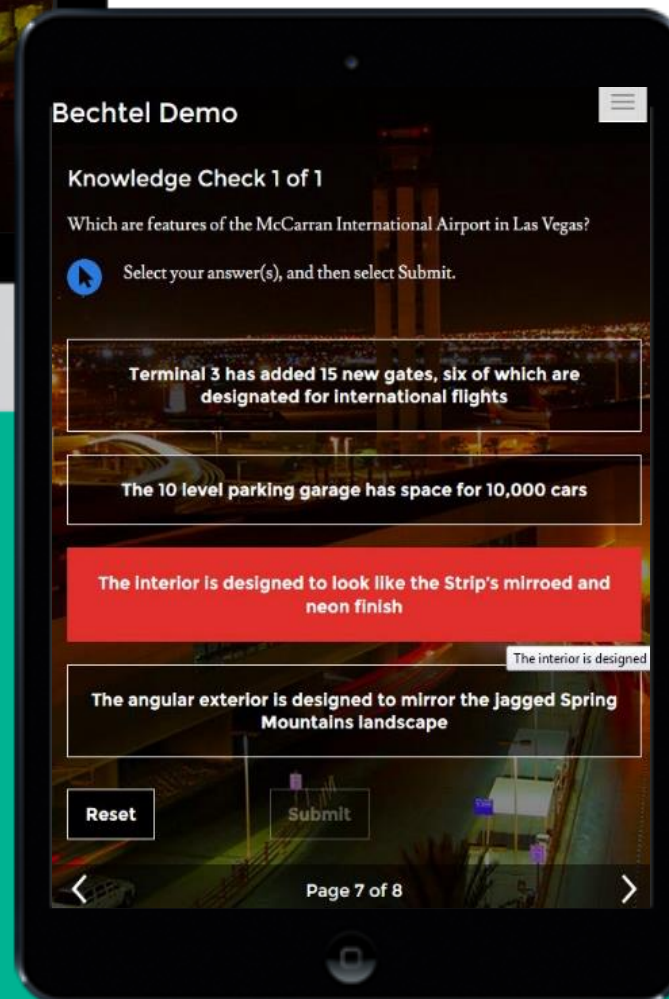 Bechtel Demo
Knowledge Check 1 of 1
Which are features of the McCarran International Airport in Las Vegas?
Select your answer(s), and then select Submit.
Terminal 3 has added 15 new gates, six of which are
designated for international flights
The 10 level parking garage has space for 10,000 cars
The interior is designed to look like the Strip's mirroed and
neon finish
The interior is designed
The angular exterior is designed to mirror the jagged Spring
Mountains landscape
Reset
Submit
Page 7 of 8